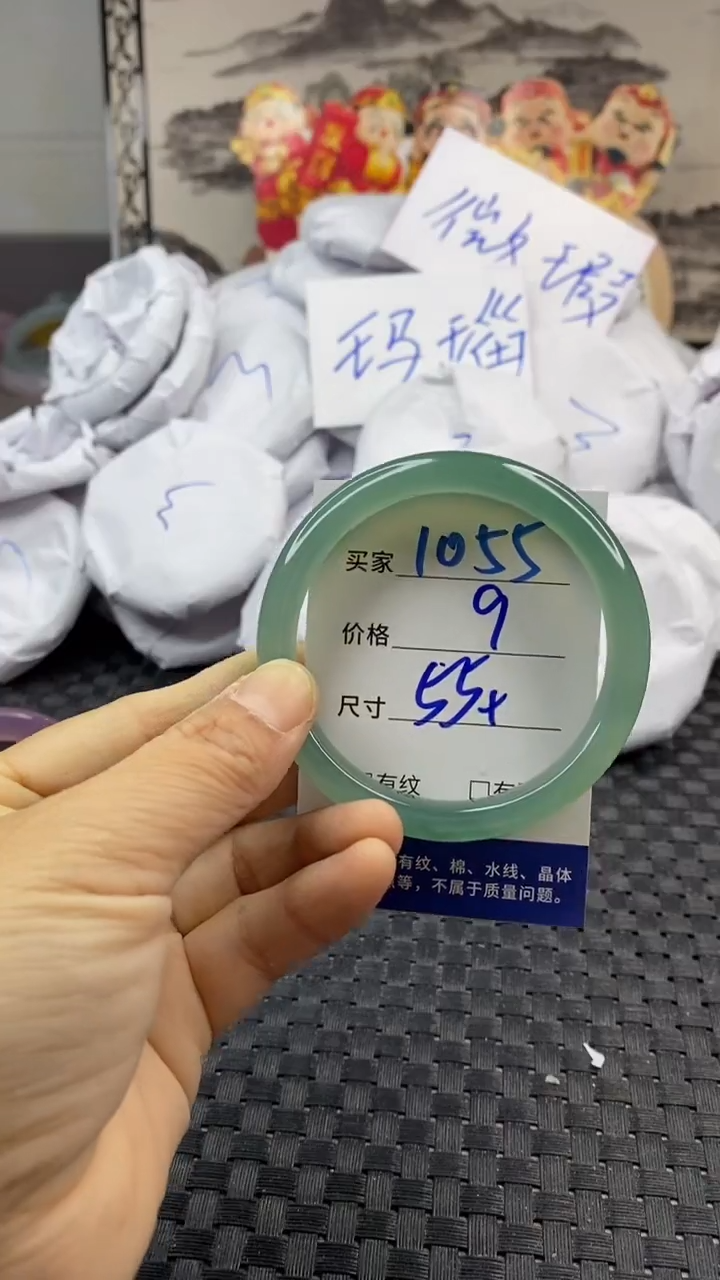 微瑕
玛瑙
买家 1055
价格 9
尺寸 55+
有纹 □有
有纹、棉、水线、晶体
等，不属于质量问题。